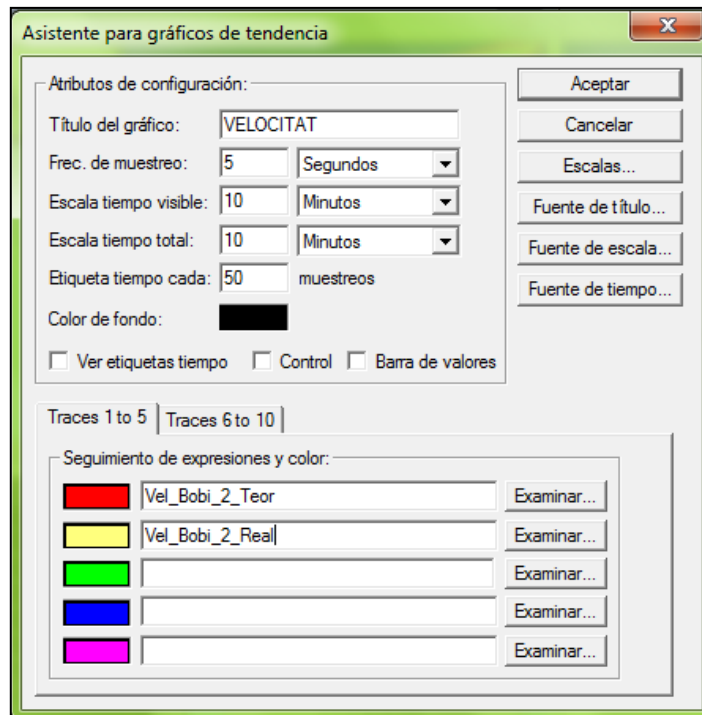 Asistente para gráficos de tendencia
Atributos de configuración:
Título del gráfico: VELOCITAT
Frec. de muestreo: 5 Segundos
Escala tiempo visible: 10 Minutos
Escala tiempo total: 10 Minutos
Etiqueta tiempo cada: 50 muestreos
Color de fondo:
Ver etiquetas tiempo Control Barra de valores
Aceptar
Cancelar
Escalas...
Fuente de título...
Fuente de escala...
Fuente de tiempo...
Traces 1 to 5 Traces 6 to 10
Seguimiento de expresiones y color:
Vel_Bobi_2_Teor Examinar...
Vel_Bobi_2_Real Examinar...
Examinar...
Examinar...
Examinar...